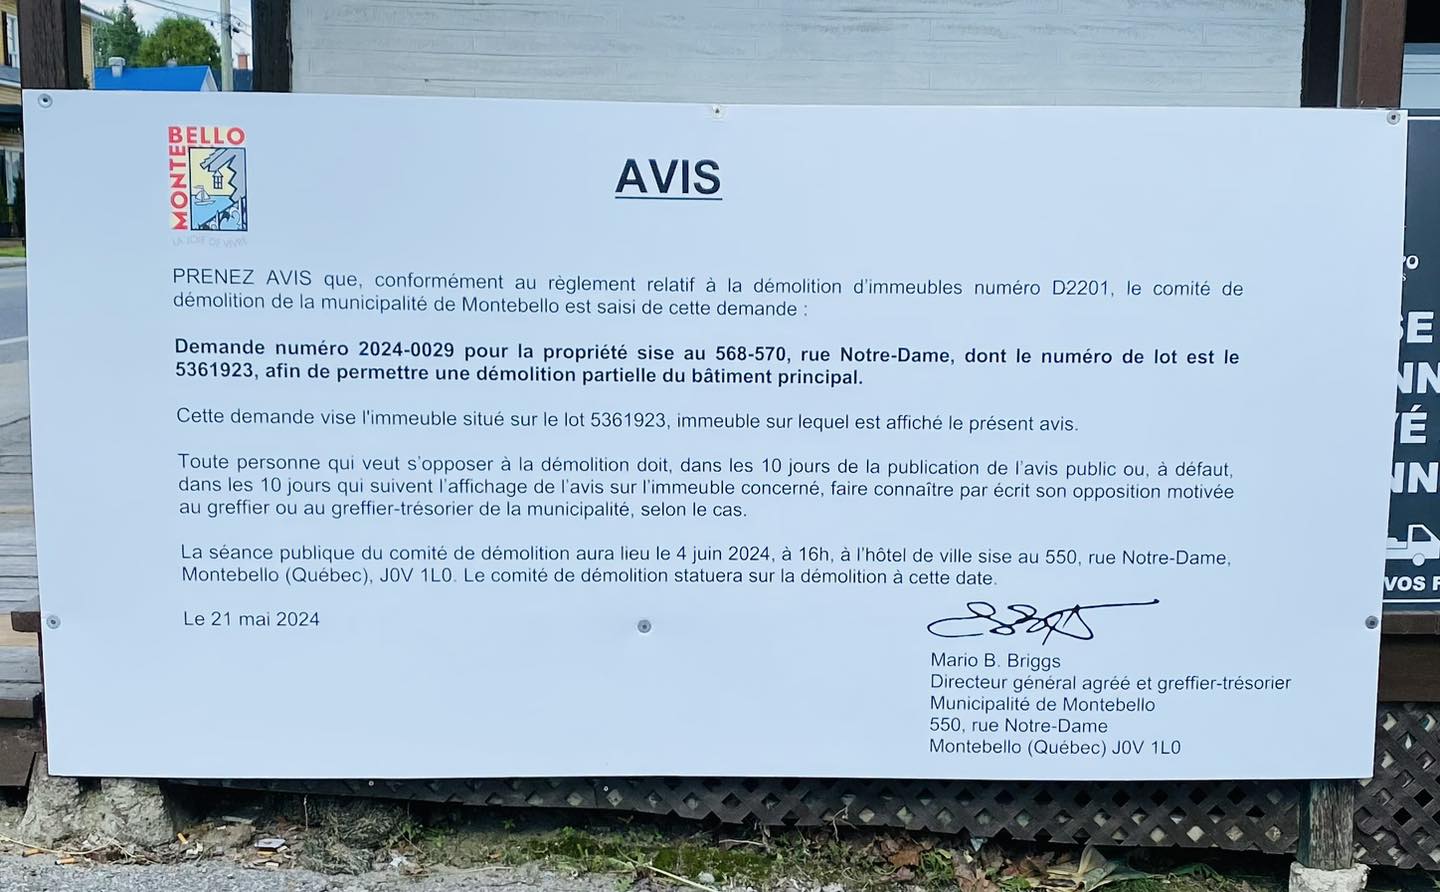 MONTEBELLO
LA JOIE DE VIVRE
AVIS
PRENEZ AVIS que, conformément au règlement relatif à la démolition d'immeubles numéro D2201, le comité de
démolition de la municipalité de Montebello est saisi de cette demande :
Demande numéro 2024-0029 pour la propriété sise au 568-570, rue Notre-Dame, dont le numéro de lot est le
5361923, afin de permettre une démolition partielle du bâtiment principal.
Cette demande vise l'immeuble situé sur le lot 5361923, immeuble sur lequel est affiché le présent avis.
Toute personne qui veut s'opposer à la démolition doit, dans les 10 jours de la publication de l'avis public ou, à défaut,
dans les 10 jours qui suivent l'affichage de l'avis sur l'immeuble concerné, faire connaître par écrit son opposition motivée
au greffier ou au greffier-trésorier de la municipalité, selon le cas.
La séance publique du comité de démolition aura lieu le 4 juin 2024, à 16h, à l'hôtel de ville sise au 550, rue Notre-Dame,
Montebello (Québec), J0V 1L0. Le comité de démolition statuera sur la démolition à cette date.
Le 21 mai 2024
Mario B. Briggs
Directeur général agréé et greffier-trésorier
Municipalité de Montebello
550, rue Notre-Dame
Montebello (Québec) J0V 1L0
VOS